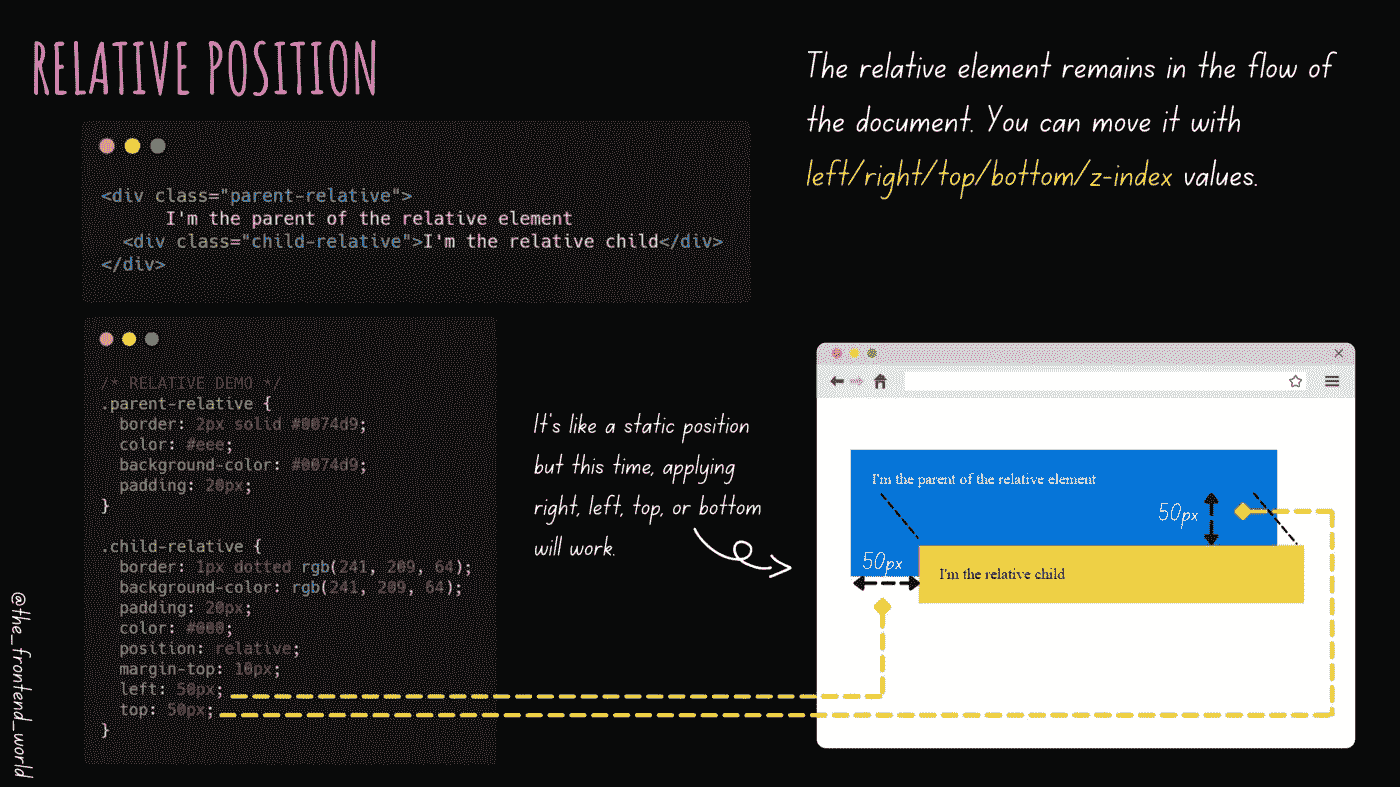 RELATIVE POSITION
The relative element remains in the flow of
the document. You can move it with
left/right/top/bottom/z-index values.
<div class="parent-relative">
I'm the parent of the relative element
<div class="child-relative">I'm the relative child</div>
</div>
/* RELATIVE DEMO */
.parent-relative {
border: 2px solid #0074d9;
color: #eee;
background-color: #0074d9;
padding: 20px;
}
.child-relative {
border: 1px dotted rgb(241, 209, 64);
background-color: rgb(241, 209, 64);
padding: 20px;
color: #000;
position: relative;
margin-top: 10px;
left: 50px;
top: 50px;
}
It's like a static position
but this time, applying
right, left, top, or bottom
will work.
I'm the parent of the relative element
50px
50px
I'm the relative child
@the_frontend_world